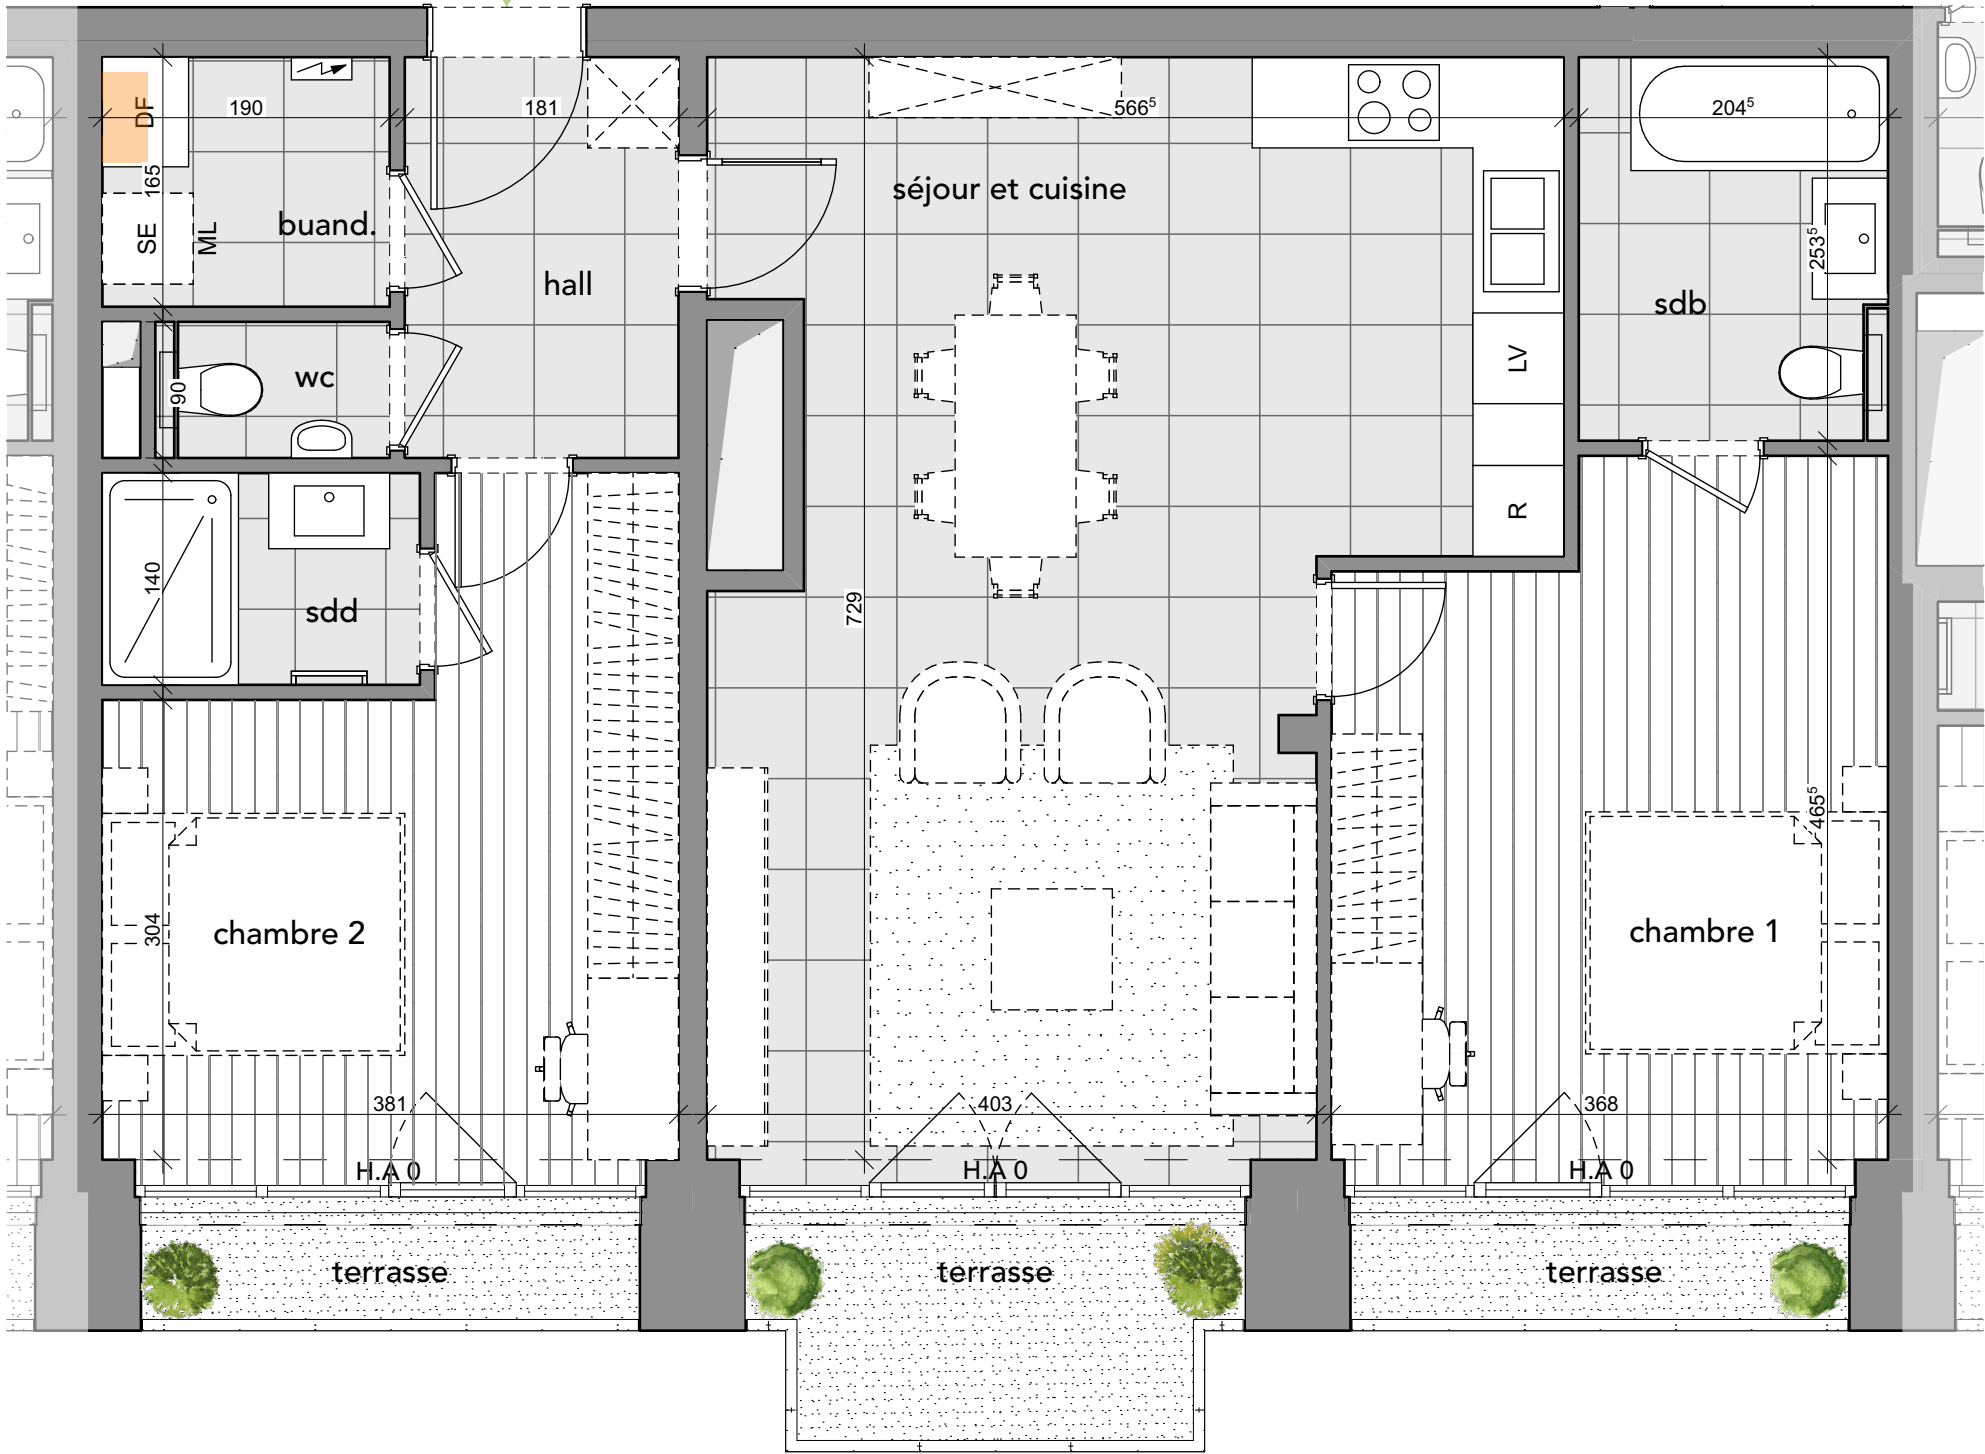 DF
190
181
566⁵
204⁵
165
séjour et cuisine
SE
ML
buand.
hall
253⁵
sdb
wc
90
LV
R
140
sdd
729
465⁵
304
chambre 2
chambre 1
381
403
368
H.A 0
H.A 0
H.A 0
terrasse
terrasse
terrasse